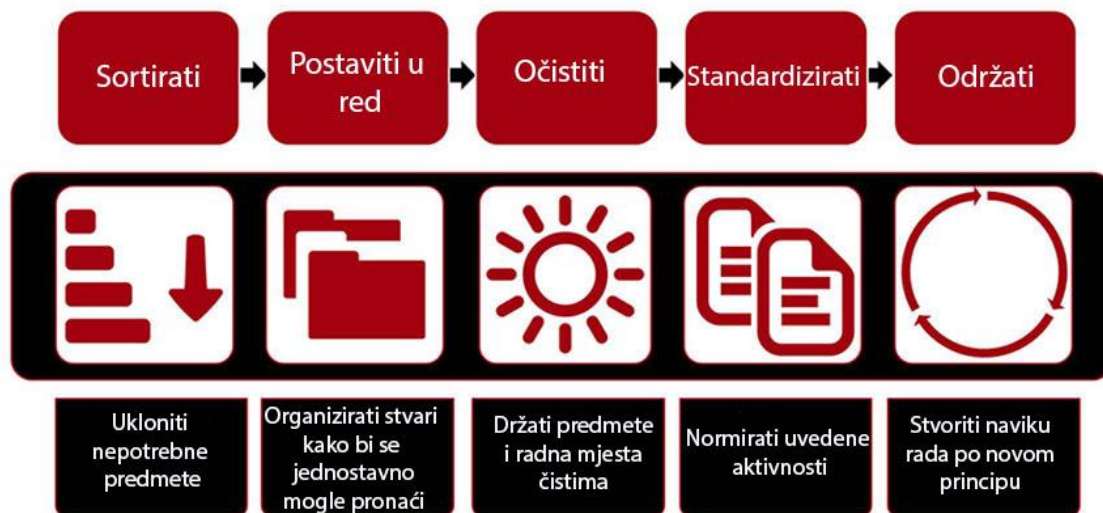 Sortirati
Postaviti u
red
Očistiti
Standardizirati
Održati
Ukloniti
nepotrebne
predmete
Organizirati stvari
kako bi se
jednostavno
mogle pronaći
Držati predmete
i radna mjesta
čistima
Normirati uvedene
aktivnosti
Stvoriti naviku
rada po novom
principu